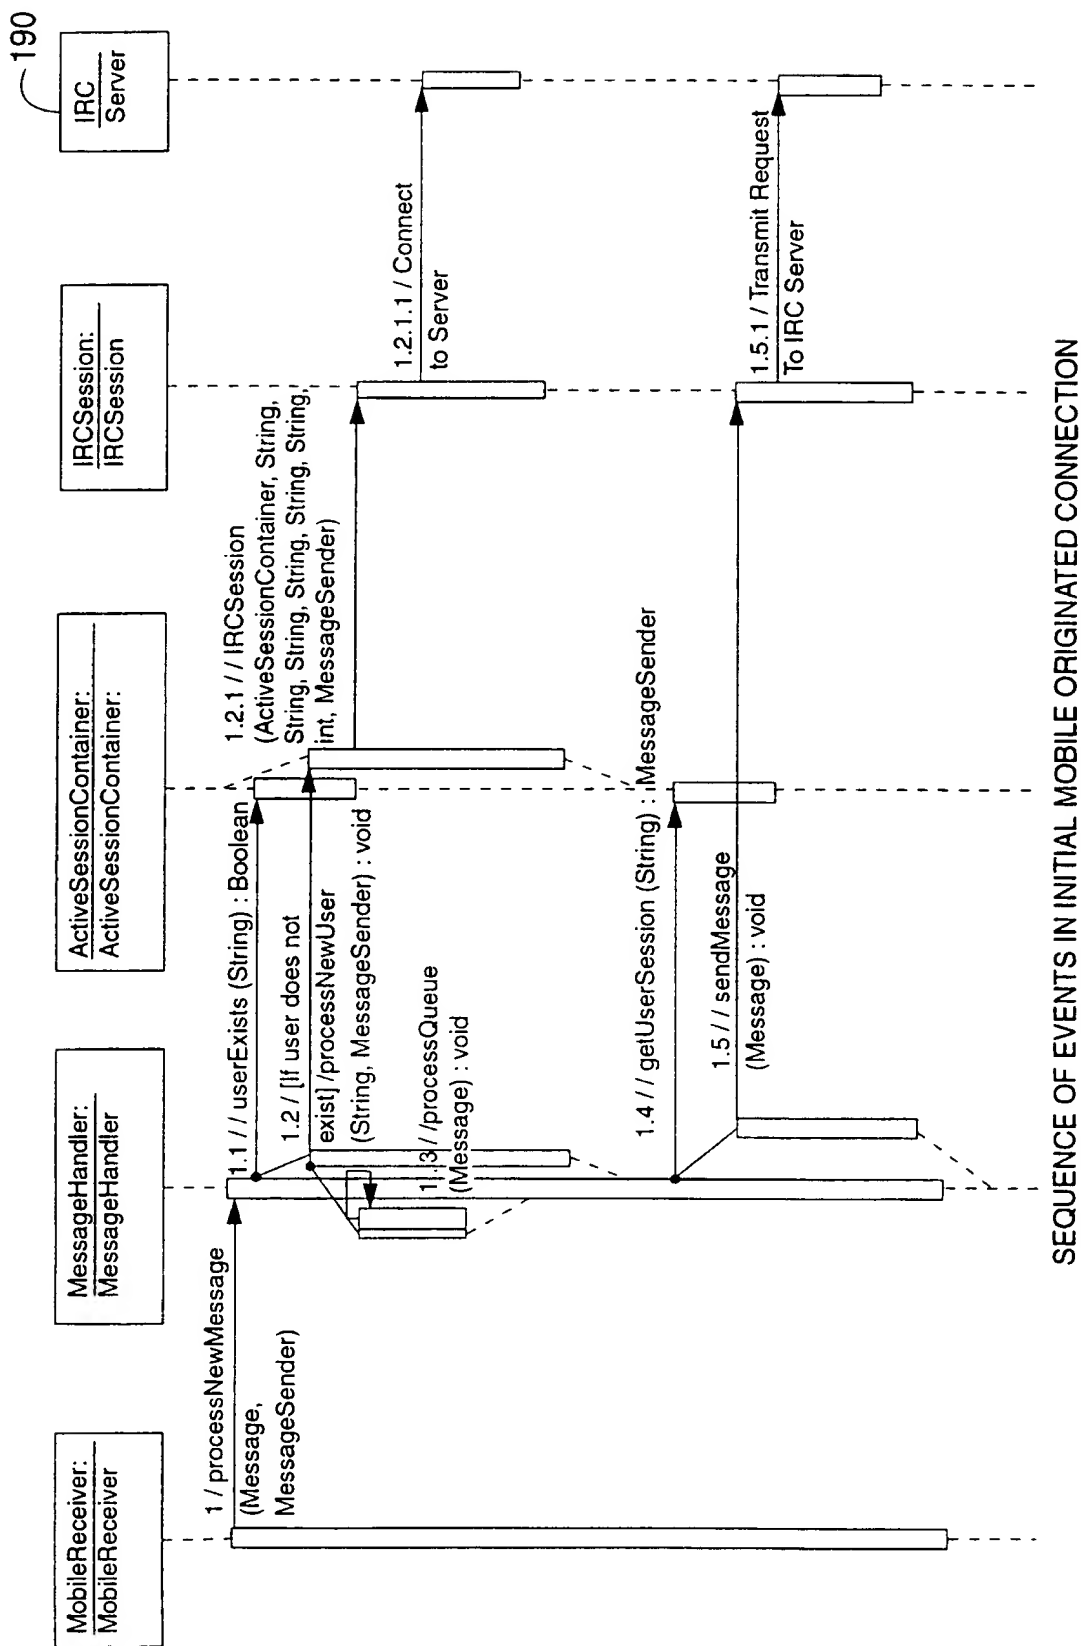 MobileReceiver:
MobileReceiver
MessageHandler:
MessageHandler
ActiveSessionContainer:
ActiveSessionContainer:
IRCSession:
IRCSession
IRC
Server
190
1 / processNewMessage
(Message,
MessageSender)
1.1 / / userExists (String) : Boolean
1.2 / [If user does not
exist] /processNewUser
(String, MessageSender) : void
1.2.1 / / IRCSession
(ActiveSessionContainer, String,
String, String, String, String, String,
int, MessageSender)
1.2.1.1 / Connect
to Server
1.3 / /processQueue
(Message) : void
1.4 / / getUserSession (String) : MessageSender
1.5 / / sendMessage
(Message) : void
1.5.1 / Transmit Request
To IRC Server
SEQUENCE OF EVENTS IN INITIAL MOBILE ORIGINATED CONNECTION